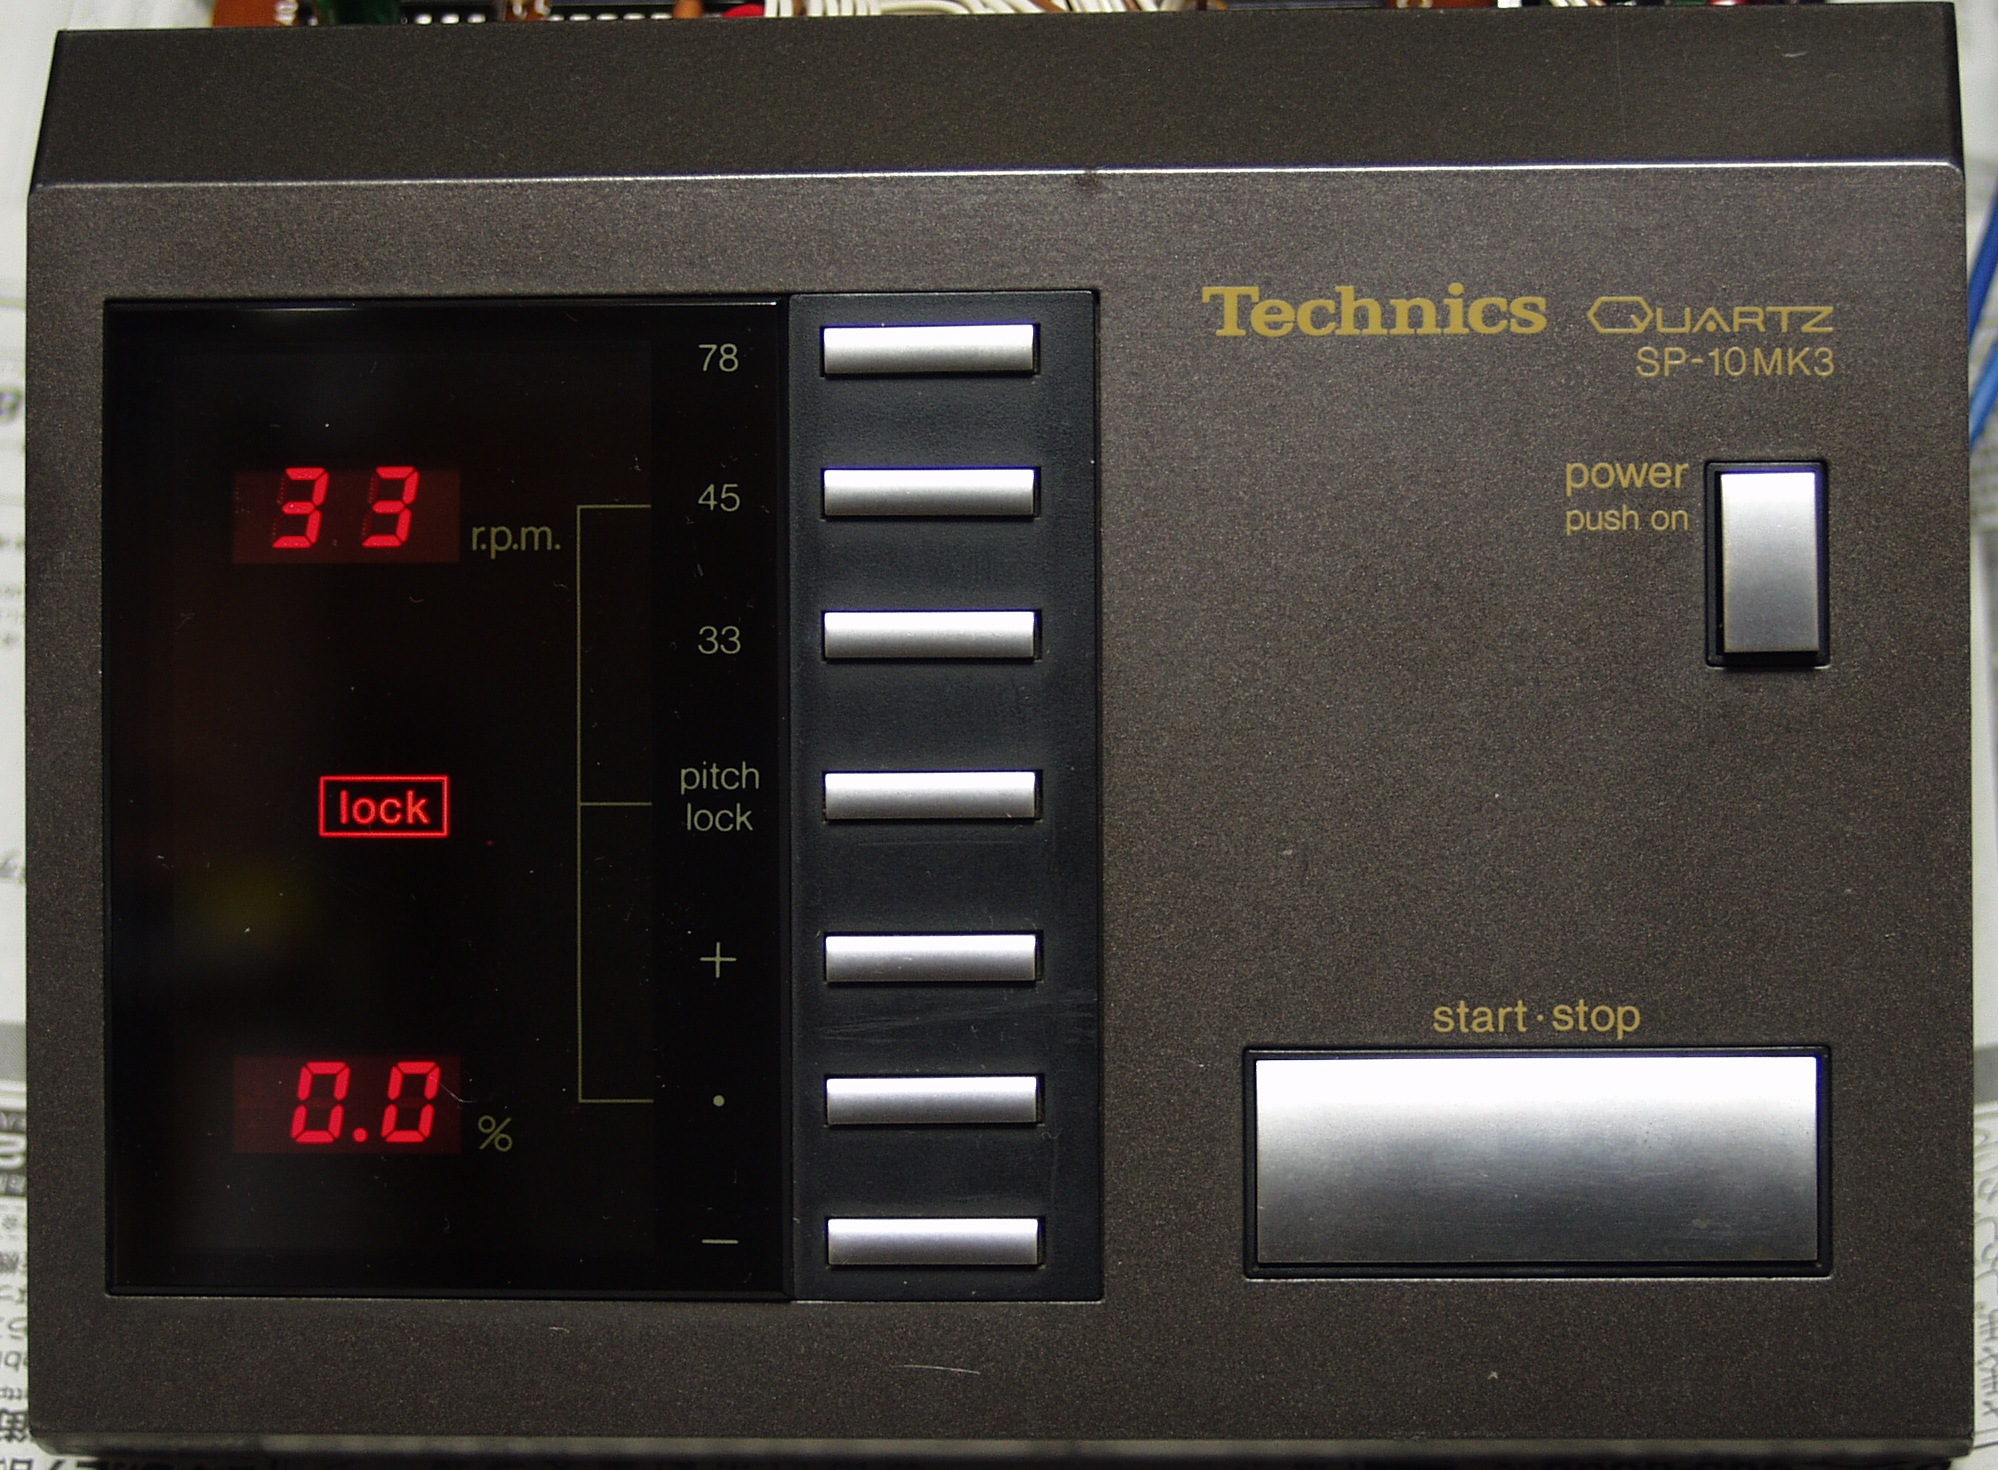 Technics QUARTZ
SP-10MK3
78
33 r.p.m.
45
33
lock
pitch
lock
+
0.0 %
·
−
power
push on
start·stop